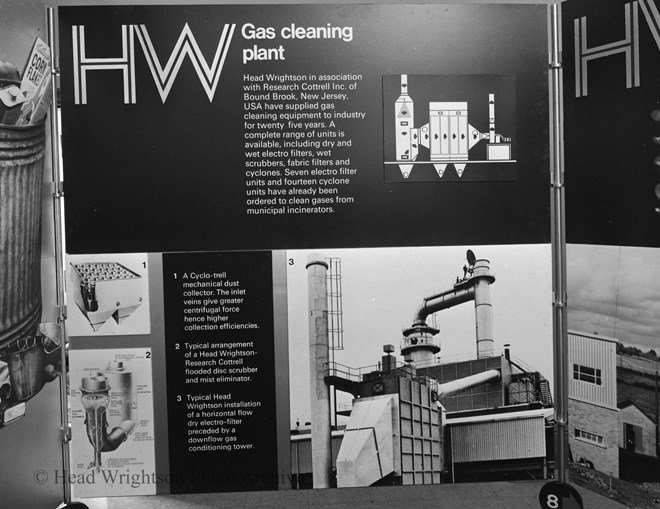 HW
Gas cleaning
plant
Head Wrightson in association
with Research Cottrell Inc. of
Bound Brook, New Jersey,
USA have supplied gas
cleaning equipment to industry
for twenty five years. A
complete range of units is
available, including dry and
wet electro filters, wet
scrubbers, fabric filters and
cyclones. Seven electro filter
units and fourteen cyclone
units have already been
ordered to clean gases from
municipal incinerators.
1
1 A Cyclo-trell
mechanical dust
collector. The inlet
veins give greater
centrifugal force
hence higher
collection efficiencies.
2
2 Typical arrangement
of a Head Wrightson-
Research Cottrell
flooded disc scrubber
and mist eliminator.
3 Typical Head
Wrightson installation
of a horizontal flow
dry electro-filter
preceded by a
downflow gas
conditioning tower.
3
8
HW
CORN
© Head Wrightson